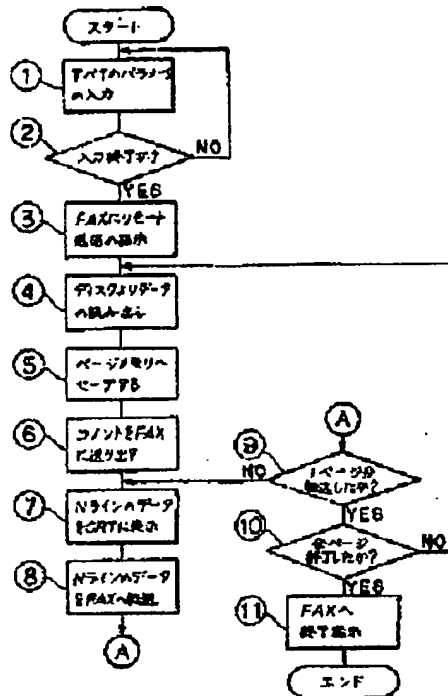 スタート
①
すべてのパラメータ
の入力
②
入力終了か?
NO
YES
③
FAXにリモート
送信の指示
④
ディスクよりデータ
の読み出し
⑤
ページメモリへ
セーブする
⑥
コメントをFAX
に送り出す
⑦
Nラインのデータ
をCRTに表示
⑧
Nラインのデータ
をFAXへ転送
A
A
⑨
1ページ分
転送したか?
NO
YES
⑩
全ページ
終了したか?
NO
YES
⑪
FAXへ
終了指示
エンド